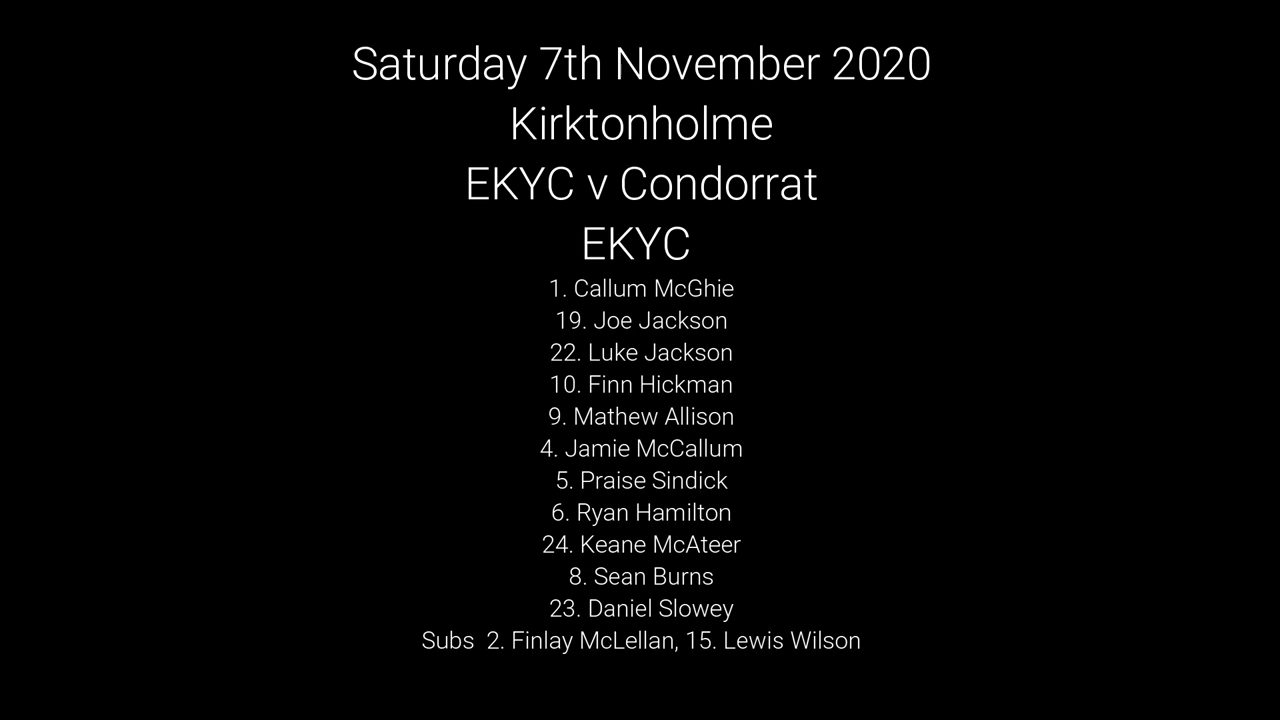 Saturday 7th November 2020
Kirktonholme
EKYC v Condorrat
EKYC
1. Callum McGhie
19. Joe Jackson
22. Luke Jackson
10. Finn Hickman
9. Mathew Allison
4. Jamie McCallum
5. Praise Sindick
6. Ryan Hamilton
24. Keane McAteer
8. Sean Burns
23. Daniel Slowey
Subs  2. Finlay McLellan, 15. Lewis Wilson